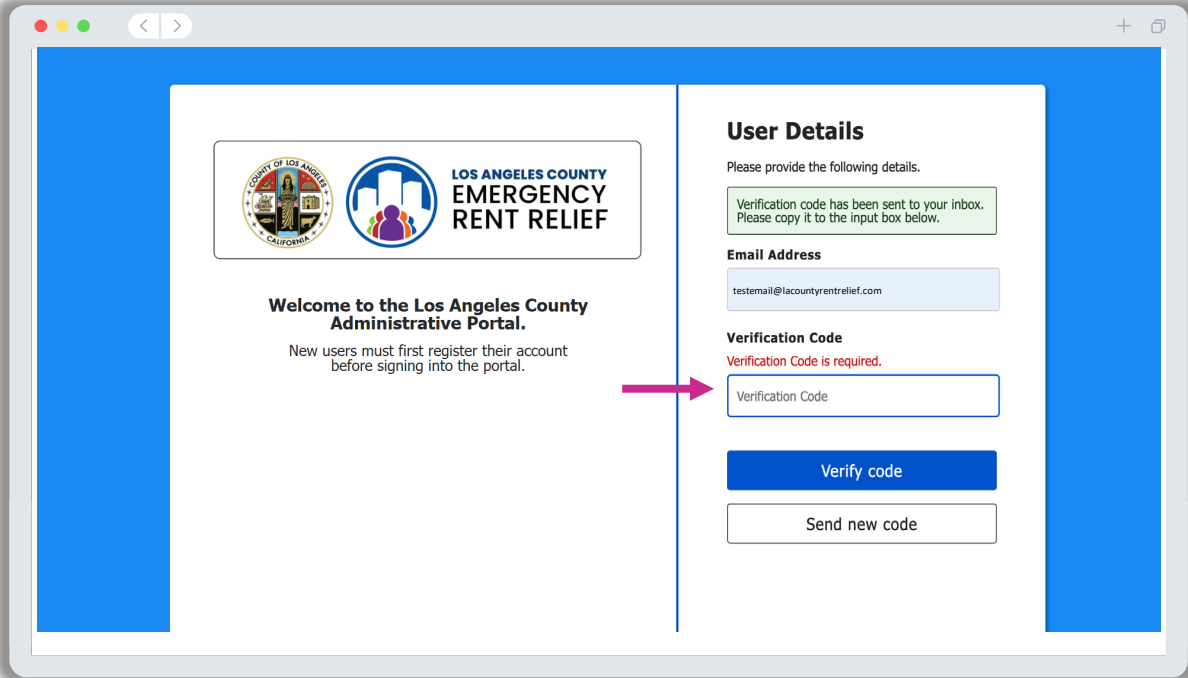 COUNTY OF LOS ANGELES
CALIFORNIA
LOS ANGELES COUNTY
EMERGENCY
RENT RELIEF
Welcome to the Los Angeles County
Administrative Portal.
New users must first register their account
before signing into the portal.
User Details
Please provide the following details.
Verification code has been sent to your inbox.
Please copy it to the input box below.
Email Address
testemail@lacountyrentrelief.com
Verification Code
Verification Code is required.
Verification Code
Verify code
Send new code